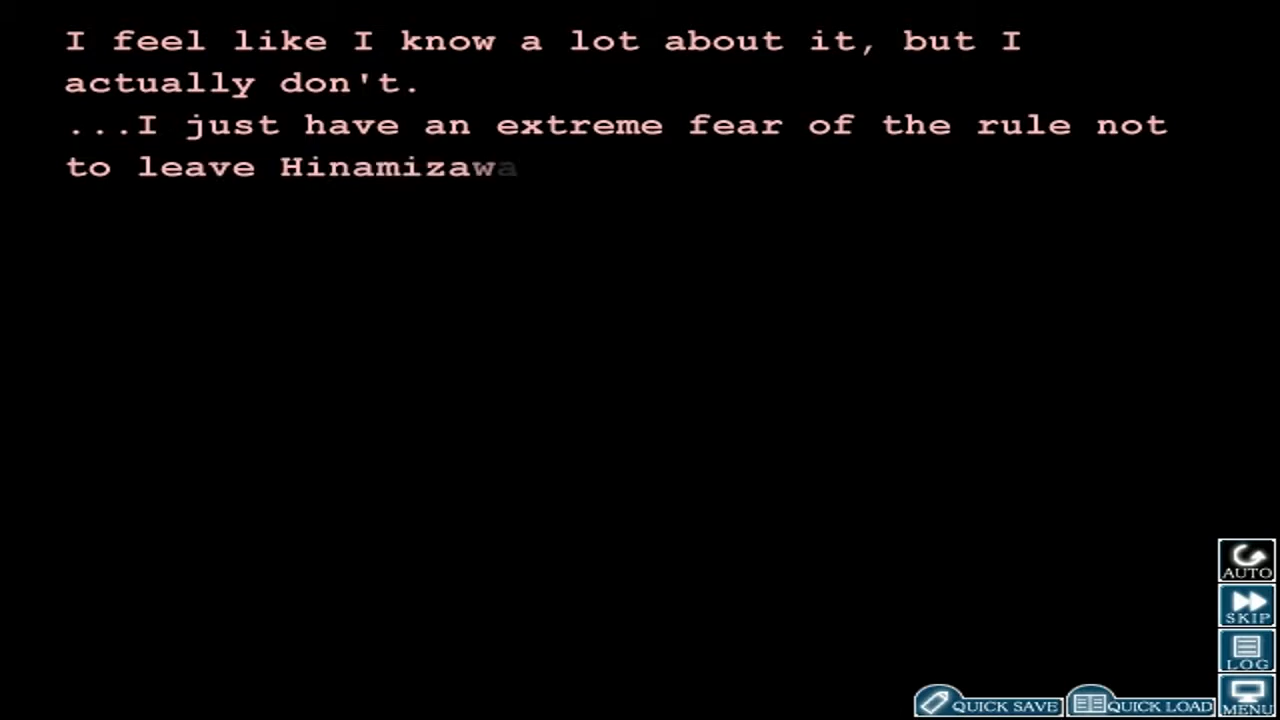 I feel like I know a lot about it, but I
actually don't.
...I just have an extreme fear of the rule not
to leave Hinamizawa
AUTO
SKIP
LOG
QUICK SAVE
QUICK LOAD
MENU